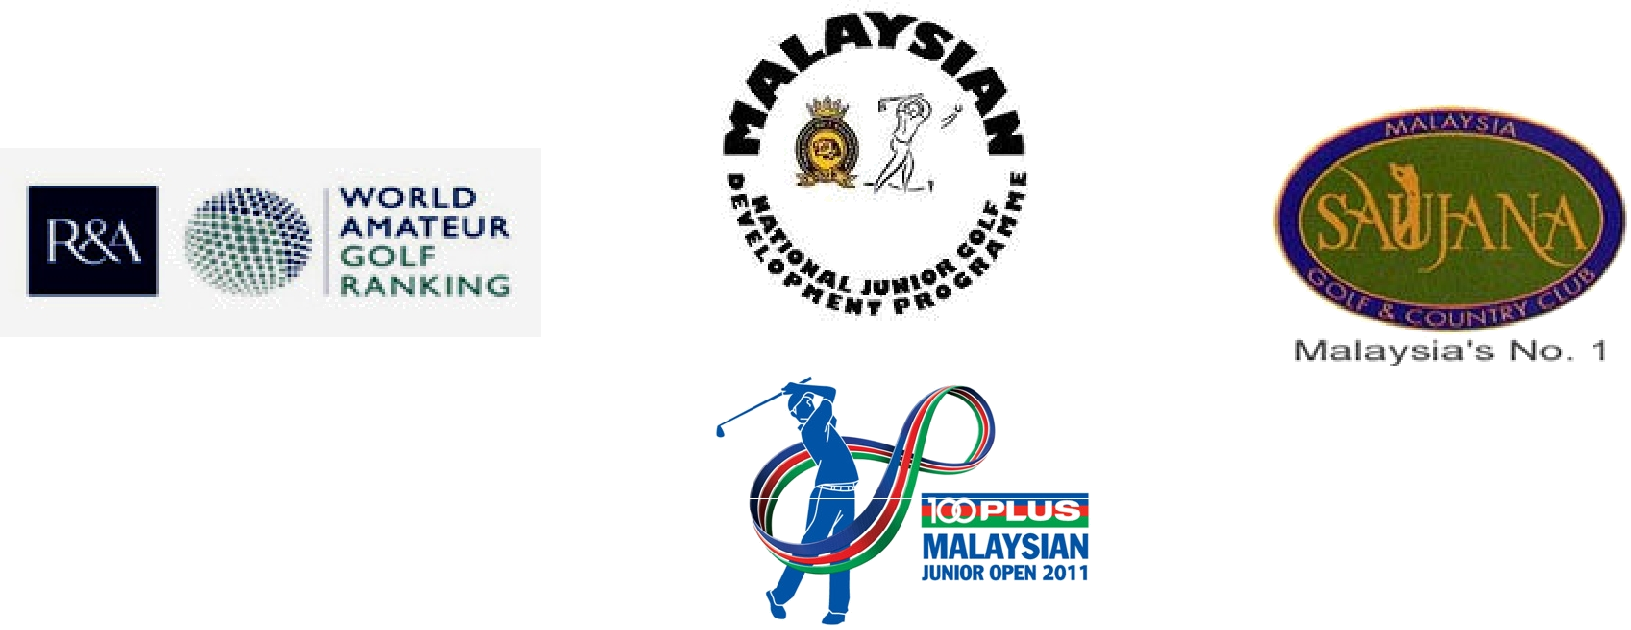 R&A
WORLD
AMATEUR
GOLF
RANKING
MALAYSIAN
NATIONAL JUNIOR GOLF
DEVELOPMENT PROGRAMME
MALAYSIA
SAUJANA
GOLF & COUNTRY CLUB
Malaysia's No. 1
100PLUS
MALAYSIAN
JUNIOR OPEN 2011